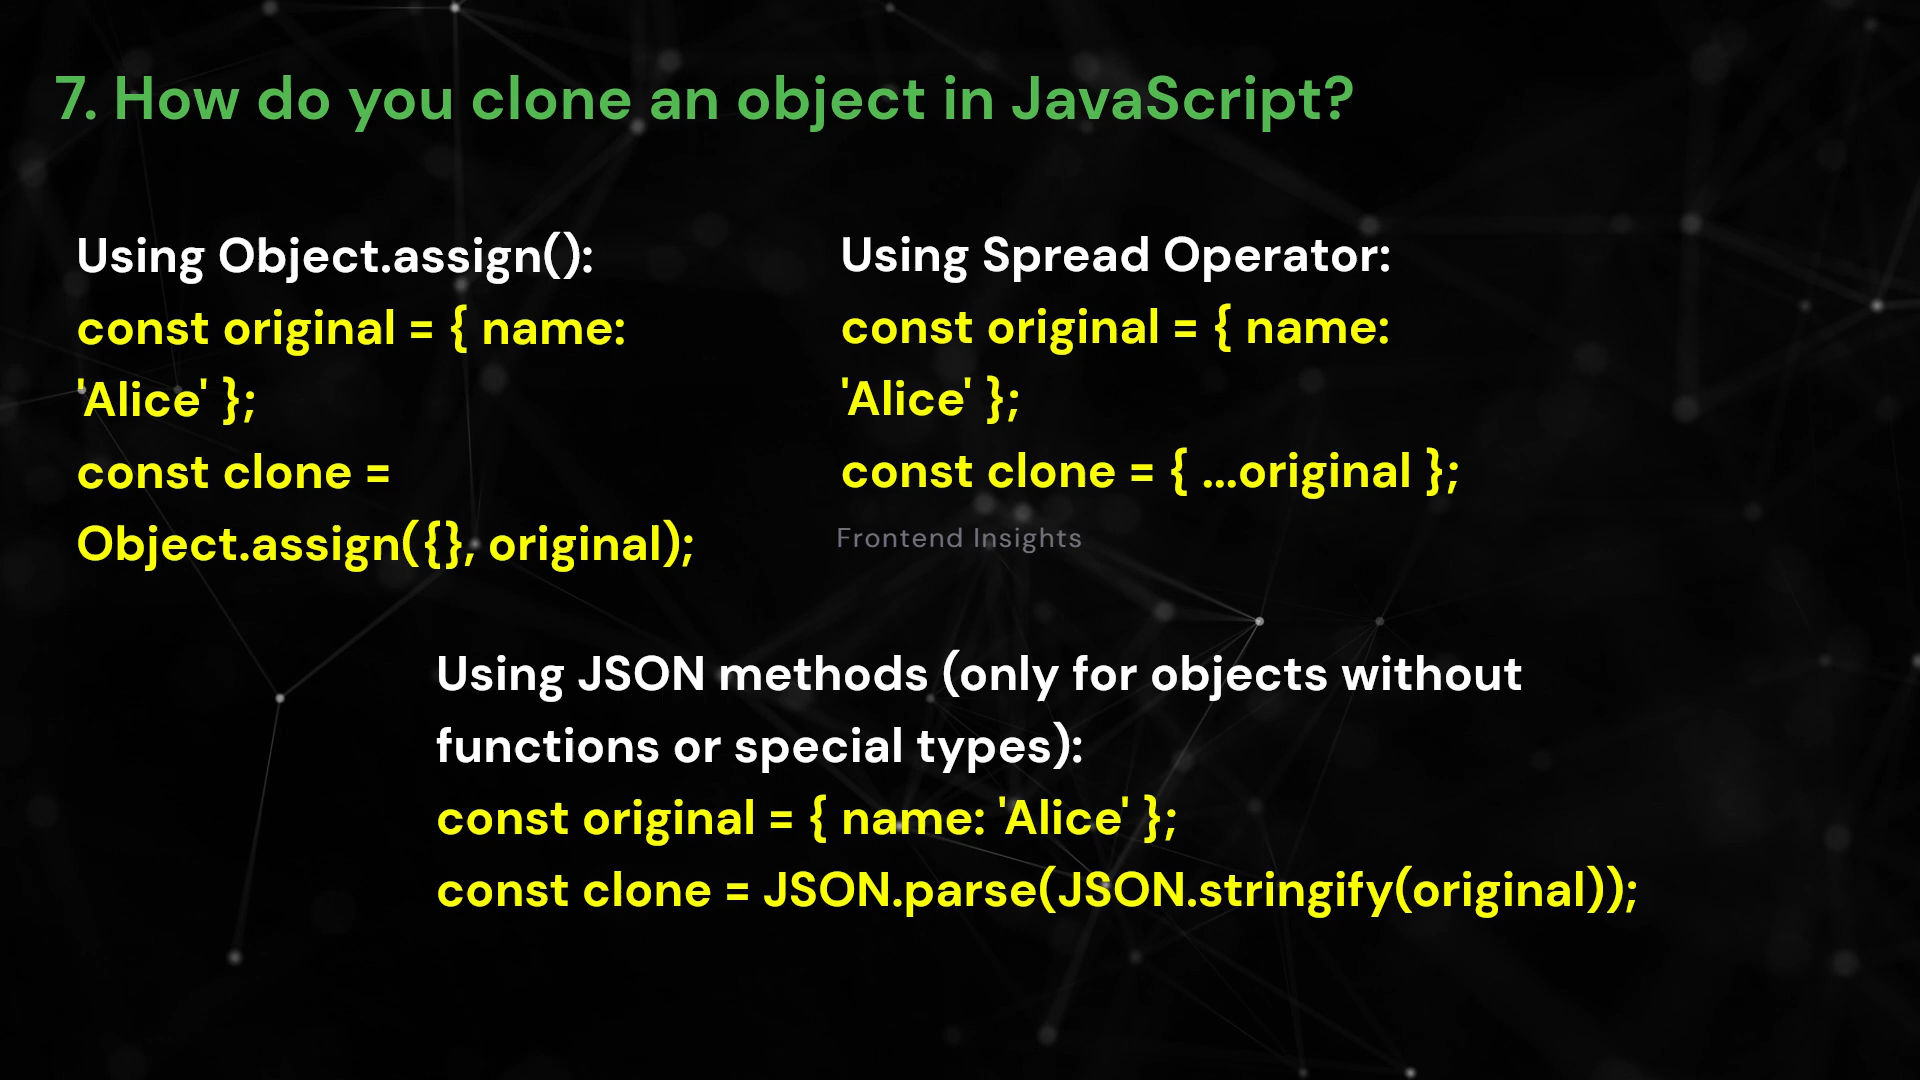 7. How do you clone an object in JavaScript?
Using Object.assign():
const original = { name:
'Alice' };
const clone =
Object.assign({}, original);
Using Spread Operator:
const original = { name:
'Alice' };
const clone = { ...original };
Frontend Insights
Using JSON methods (only for objects without
functions or special types):
const original = { name: 'Alice' };
const clone = JSON.parse(JSON.stringify(original));